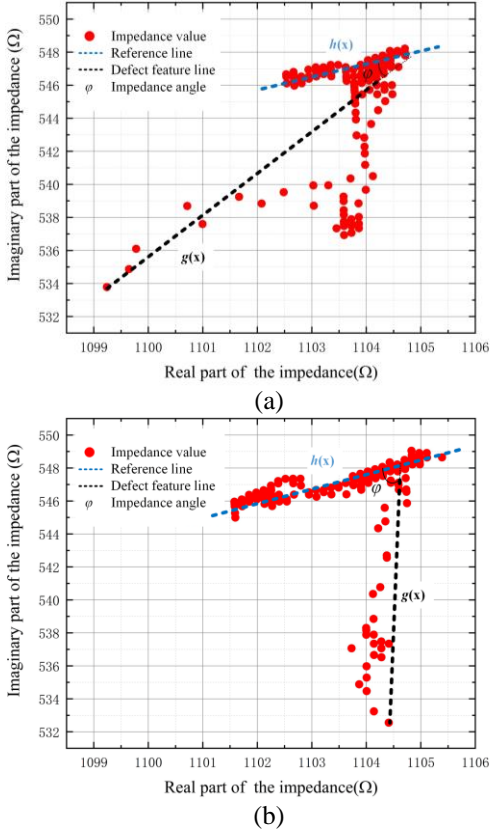 550
548
546
544
542
540
538
536
534
532
Imaginary part of the impedance (Ω)
Impedance value
Reference line
Defect feature line
φ Impedance angle
h(x)
φ
g(x)
1099 1100 1101 1102 1103 1104 1105 1106
Real part of the impedance(Ω)
(a)
550
548
546
544
542
540
538
536
534
532
Imaginary part of the impedance (Ω)
Impedance value
Reference line
Defect feature line
φ Impedance angle
h(x)
φ
g(x)
1099 1100 1101 1102 1103 1104 1105 1106
Real part of the impedance(Ω)
(b)